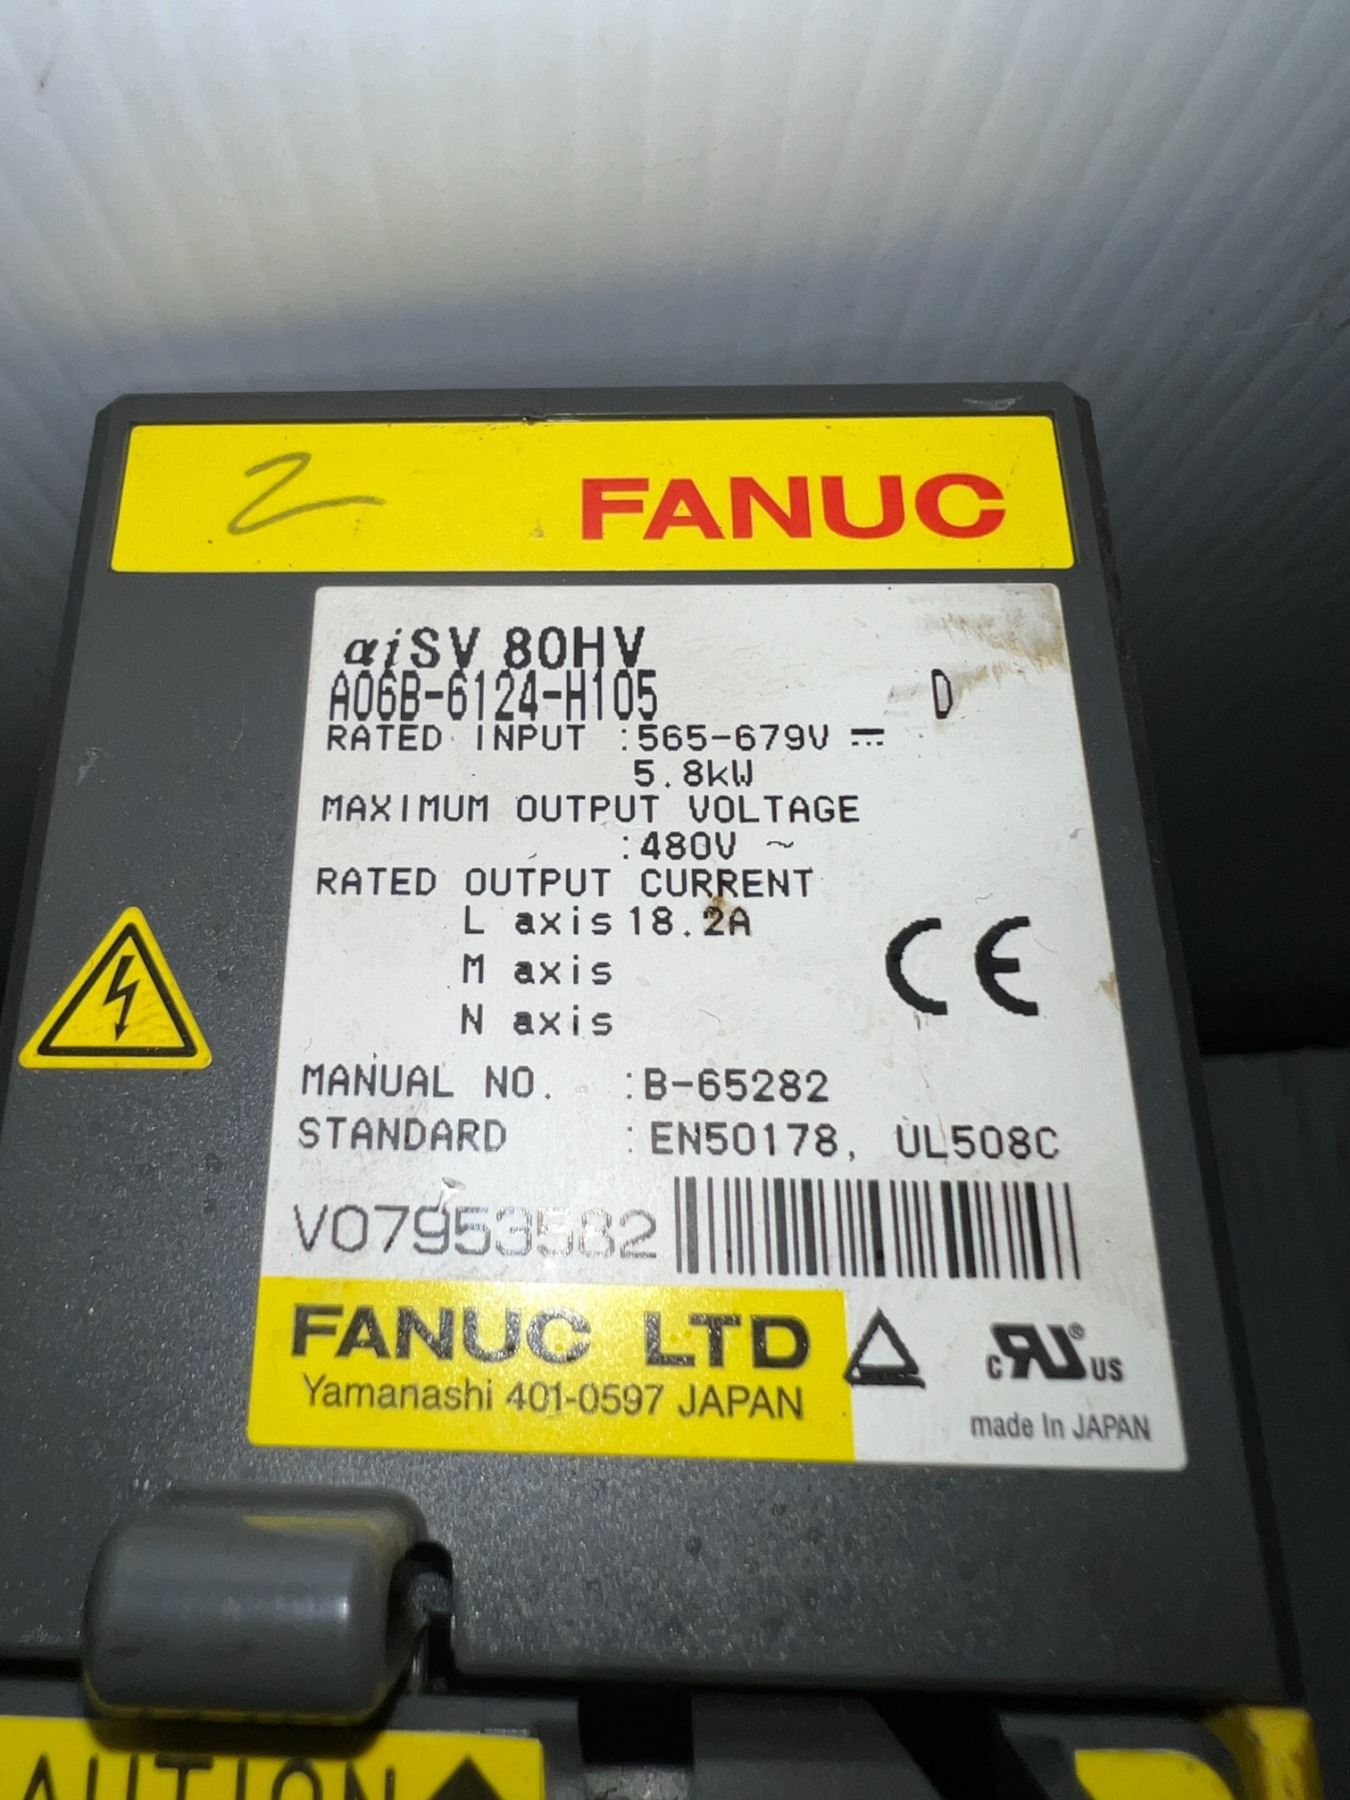 2 FANUC
αiSV 80HV
A06B-6124-H105 D
RATED INPUT :565-679V
5.8kW
MAXIMUM OUTPUT VOLTAGE
:480V ~
RATED OUTPUT CURRENT
L axis 18.2A
M axis
N axis
CE
MANUAL NO. :B-65282
STANDARD :EN50178, UL508C
V07953582
FANUC LTD
Yamanashi 401-0597 JAPAN
c RU® US
made In JAPAN
CAUTION